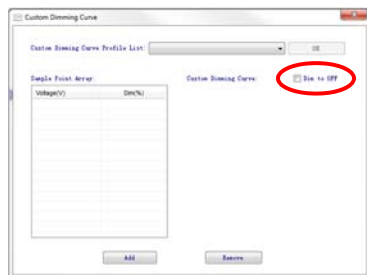 Custom Dimming Curve
Custom Dimming Curve Profile List:
OK
Sample Point Array:
Custom Dimming Curve:
Dim to OFF
Voltage(V) Dim(%)
Add
Remove